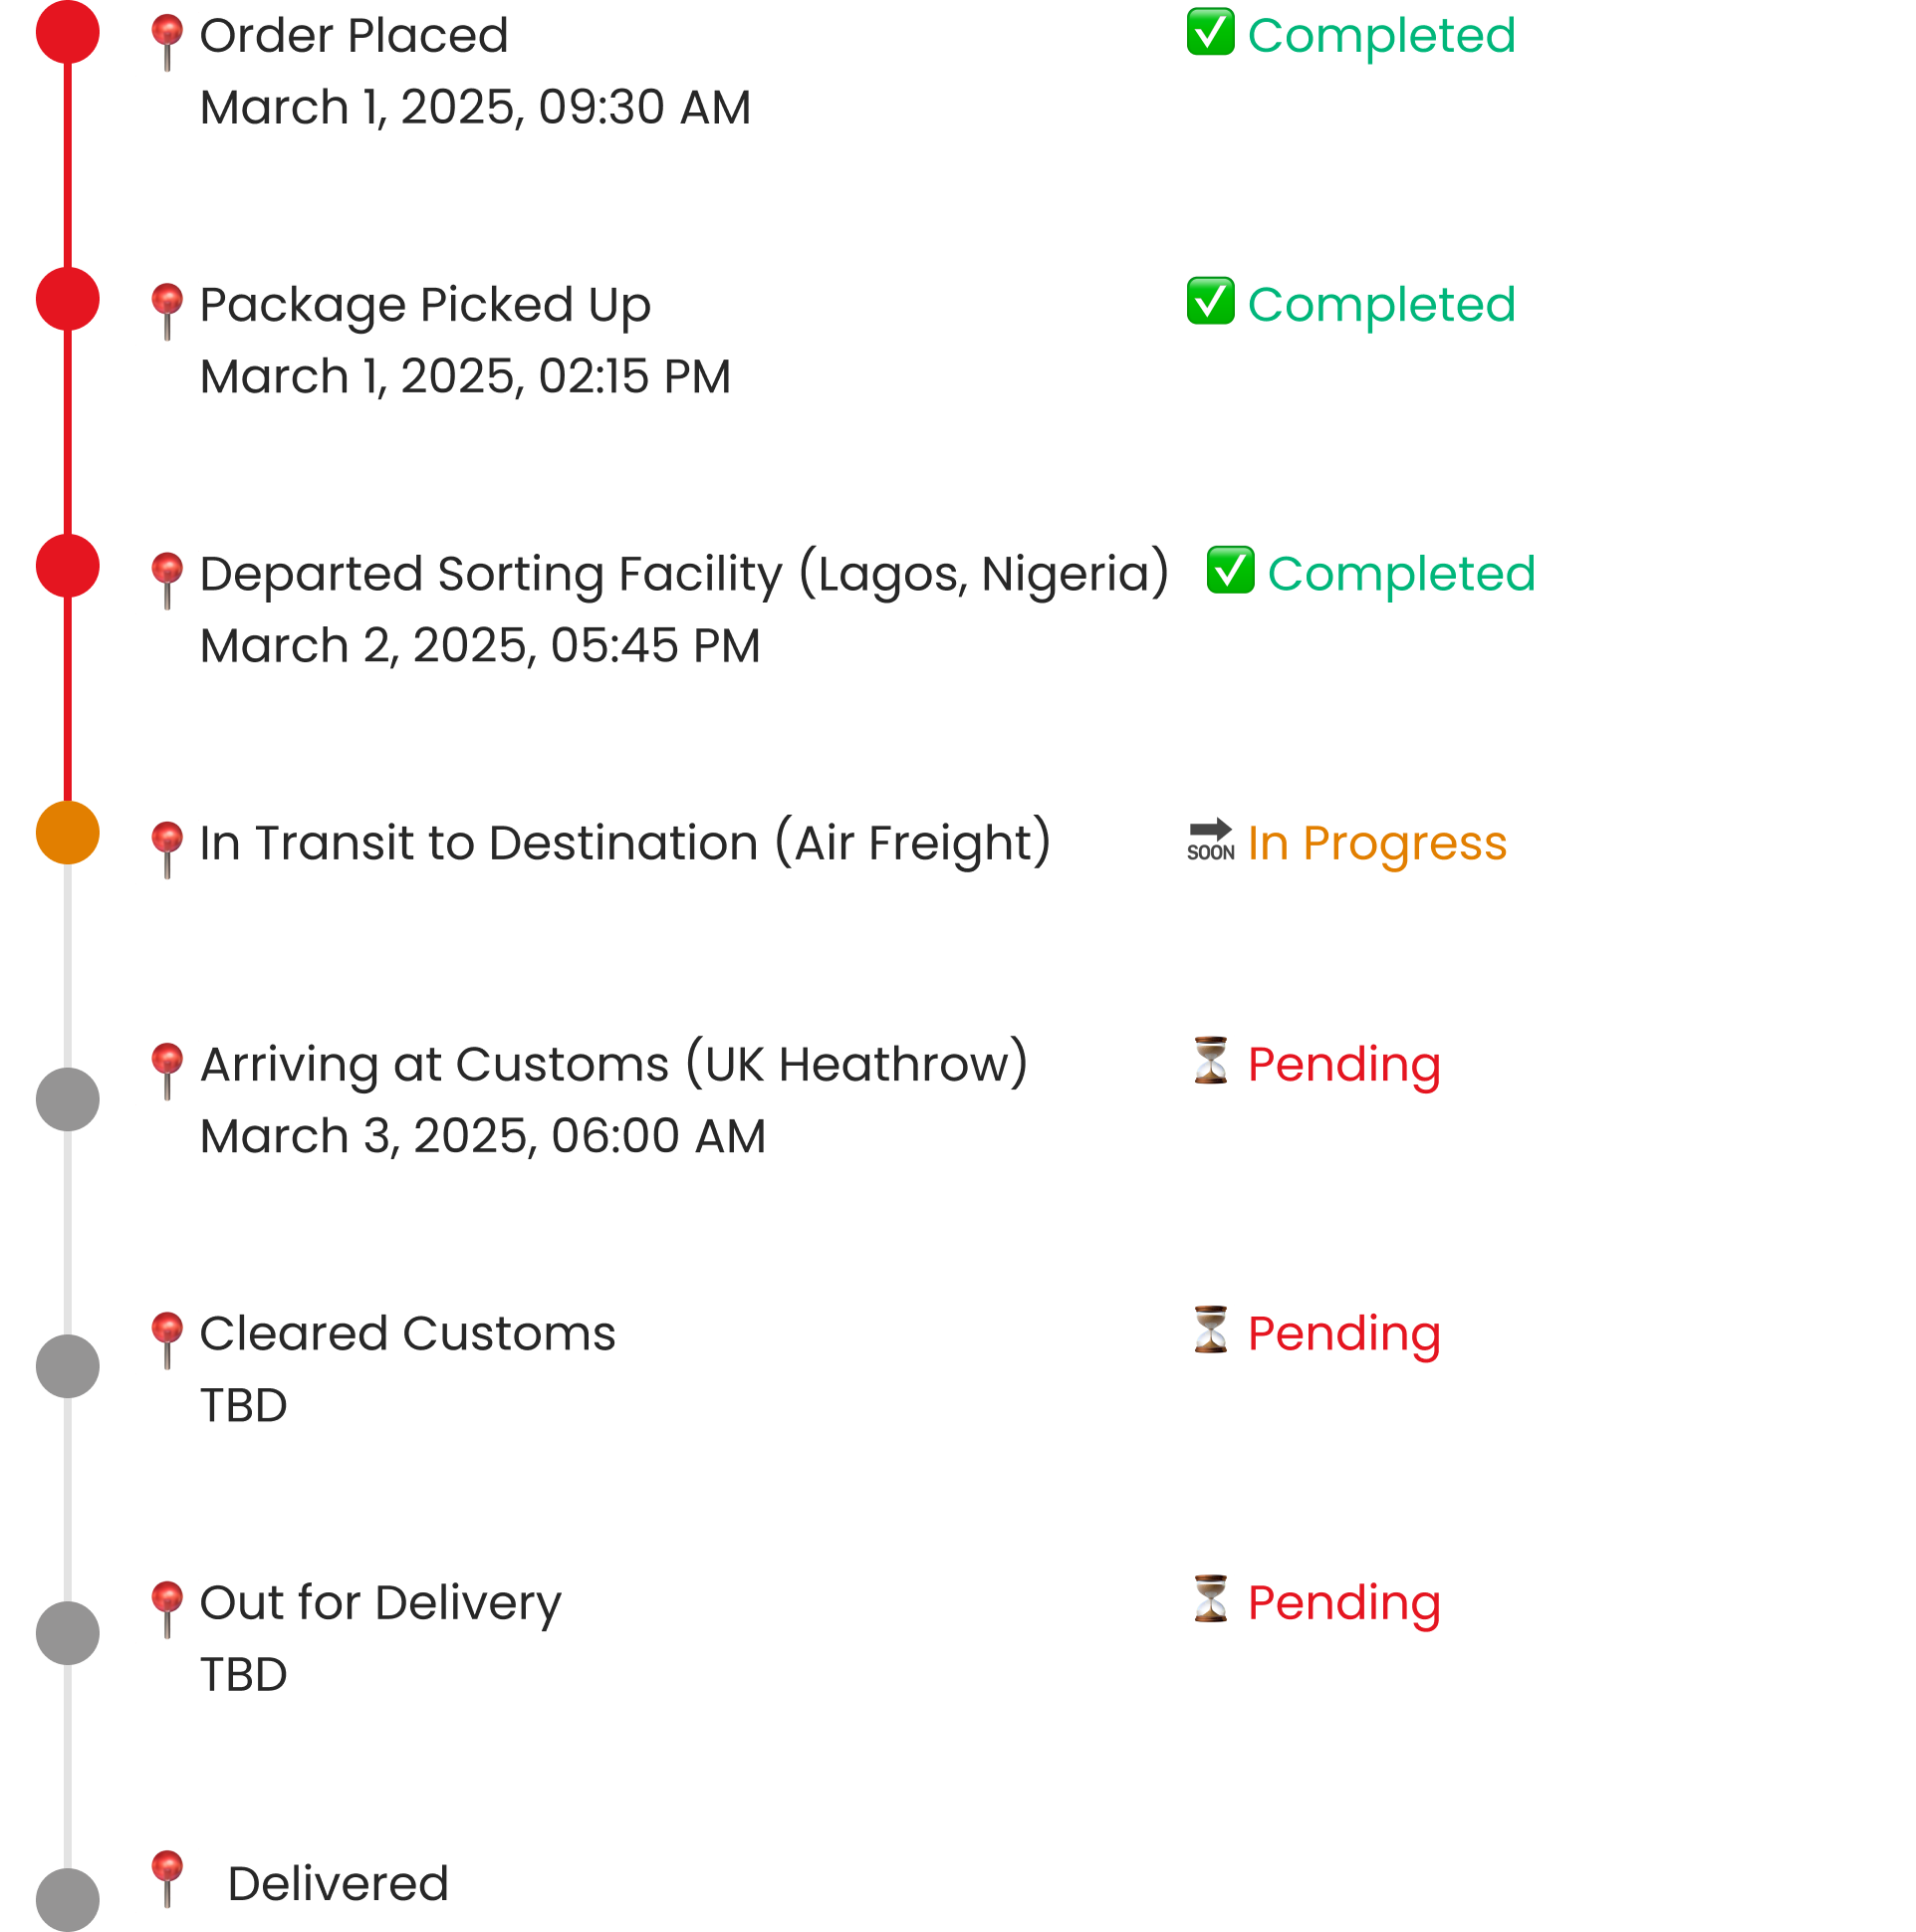 Order Placed
✅ Completed
March 1, 2025, 09:30 AM
Package Picked Up
✅ Completed
March 1, 2025, 02:15 PM
Departed Sorting Facility (Lagos, Nigeria)
✅ Completed
March 2, 2025, 05:45 PM
In Transit to Destination (Air Freight)
🔜 In Progress
Arriving at Customs (UK Heathrow)
⏳ Pending
March 3, 2025, 06:00 AM
Cleared Customs
⏳ Pending
TBD
Out for Delivery
⏳ Pending
TBD
Delivered